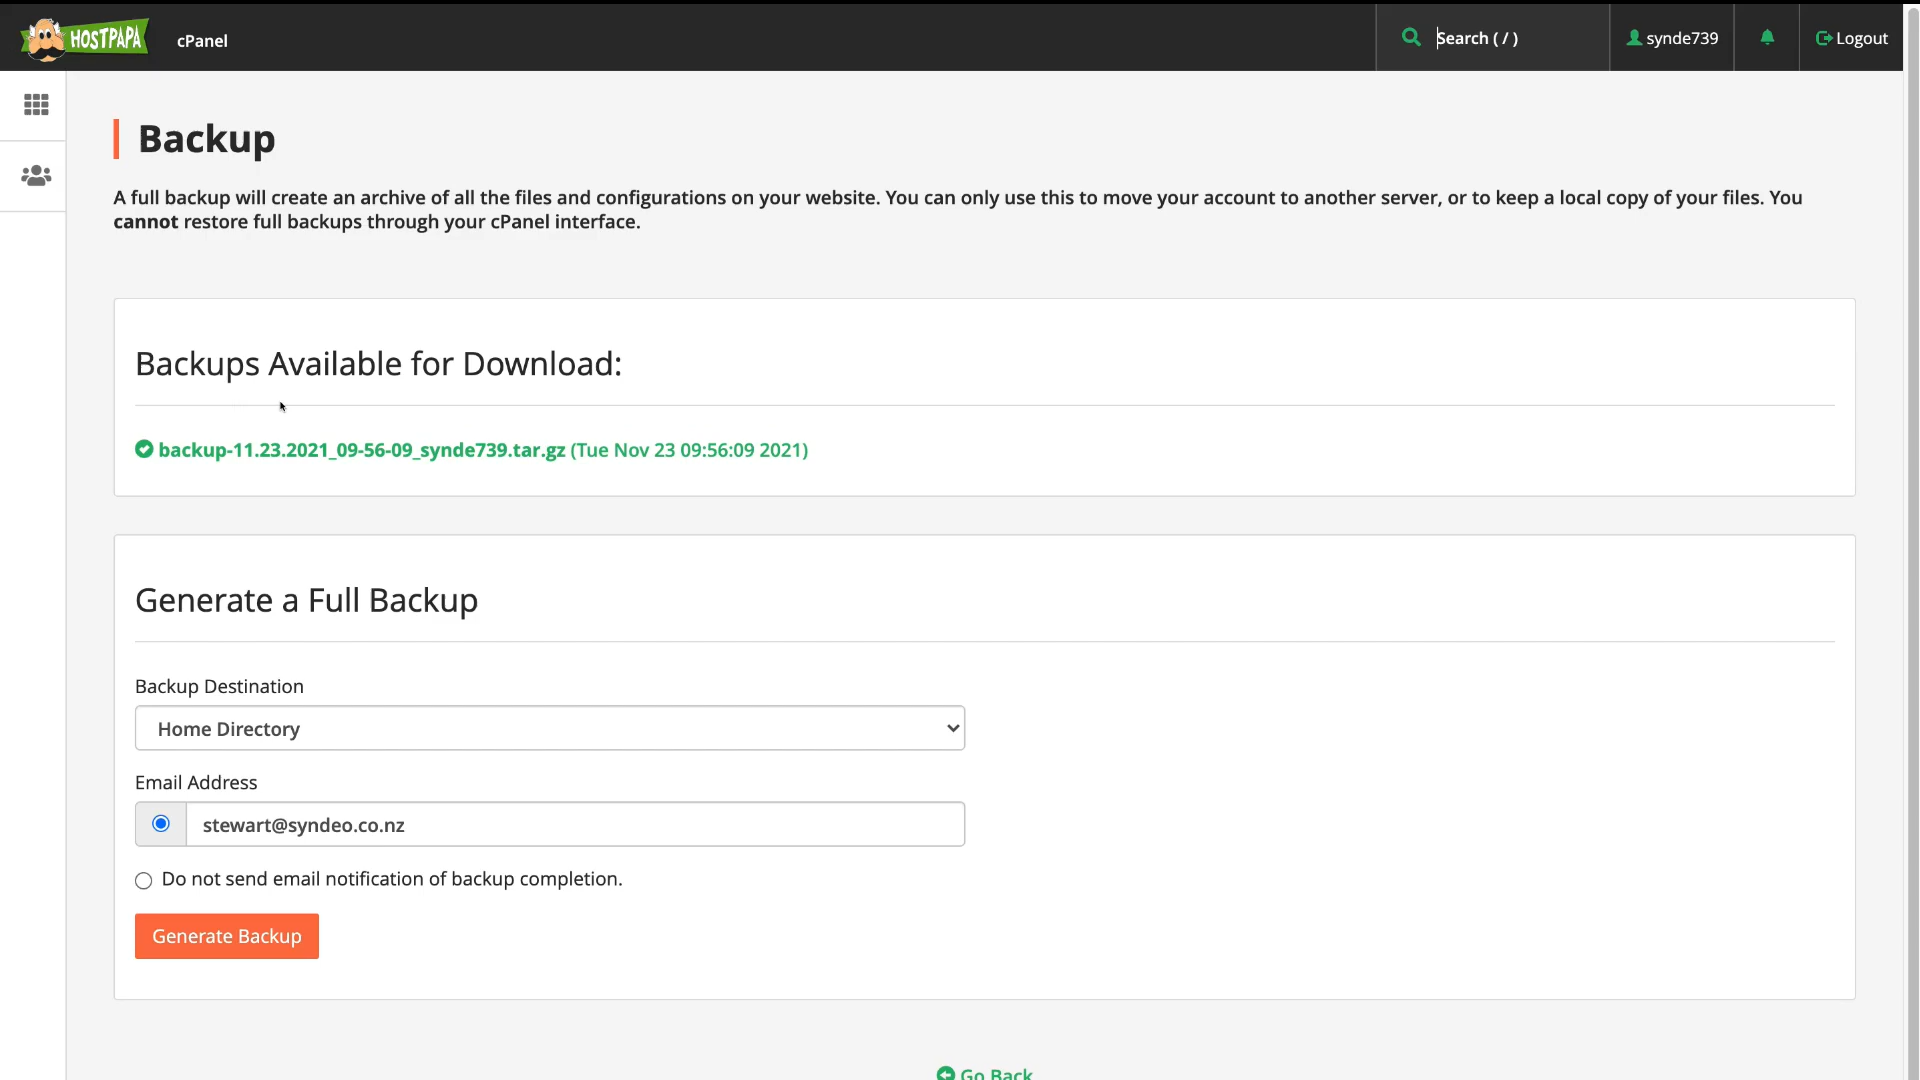 HOSTPAPA
cPanel
Search ( / )
synde739
Logout
Backup
A full backup will create an archive of all the files and configurations on your website. You can only use this to move your account to another server, or to keep a local copy of your files. You
cannot restore full backups through your cPanel interface.
Backups Available for Download:
backup-11.23.2021_09-56-09_synde739.tar.gz (Tue Nov 23 09:56:09 2021)
Generate a Full Backup
Backup Destination
Home Directory
Email Address
stewart@syndeo.co.nz
Do not send email notification of backup completion.
Generate Backup
Go Back